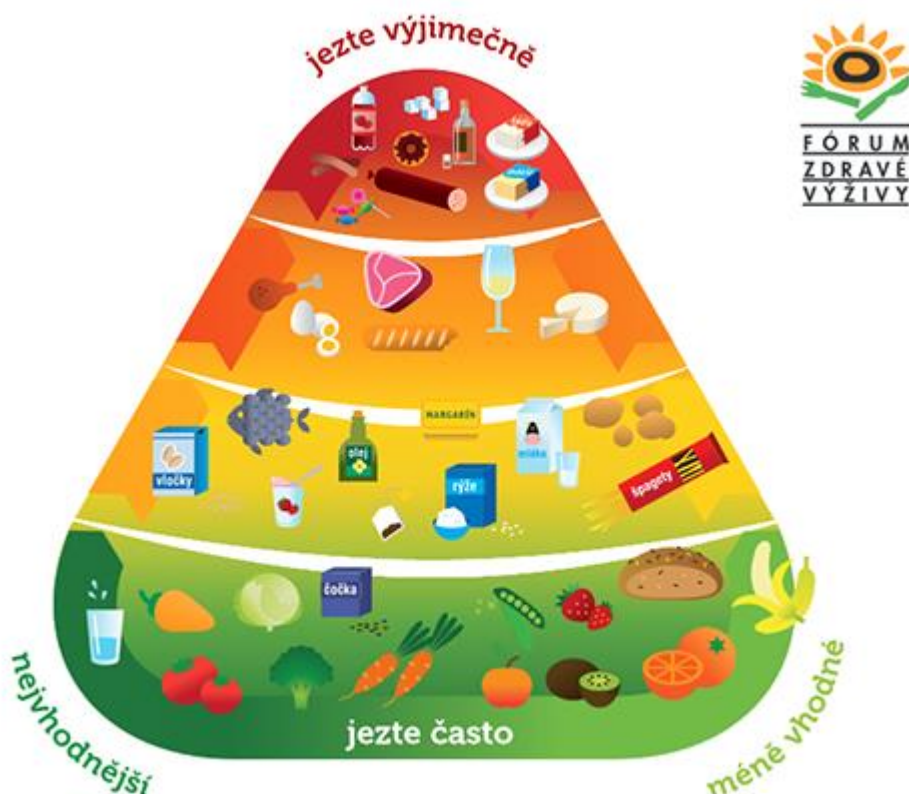 jezte výjimečně
FÓRUM
ZDRAVÉ
VÝŽIVY
MARGARÍN
olej
mléko
vločky
rýže
špagety
čočka
nejvhodnější
jezte často
méně vhodné